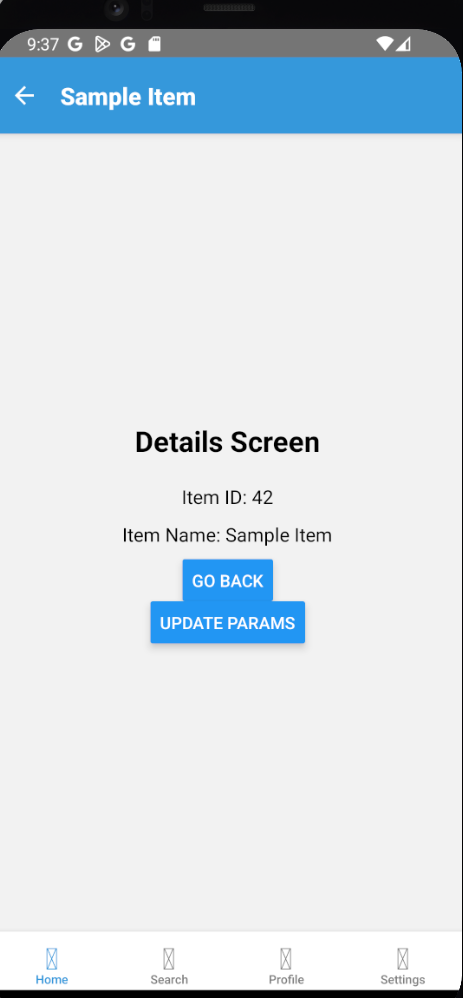 9:37
Sample Item
Details Screen
Item ID: 42
Item Name: Sample Item
GO BACK
UPDATE PARAMS
Home Search Profile Settings